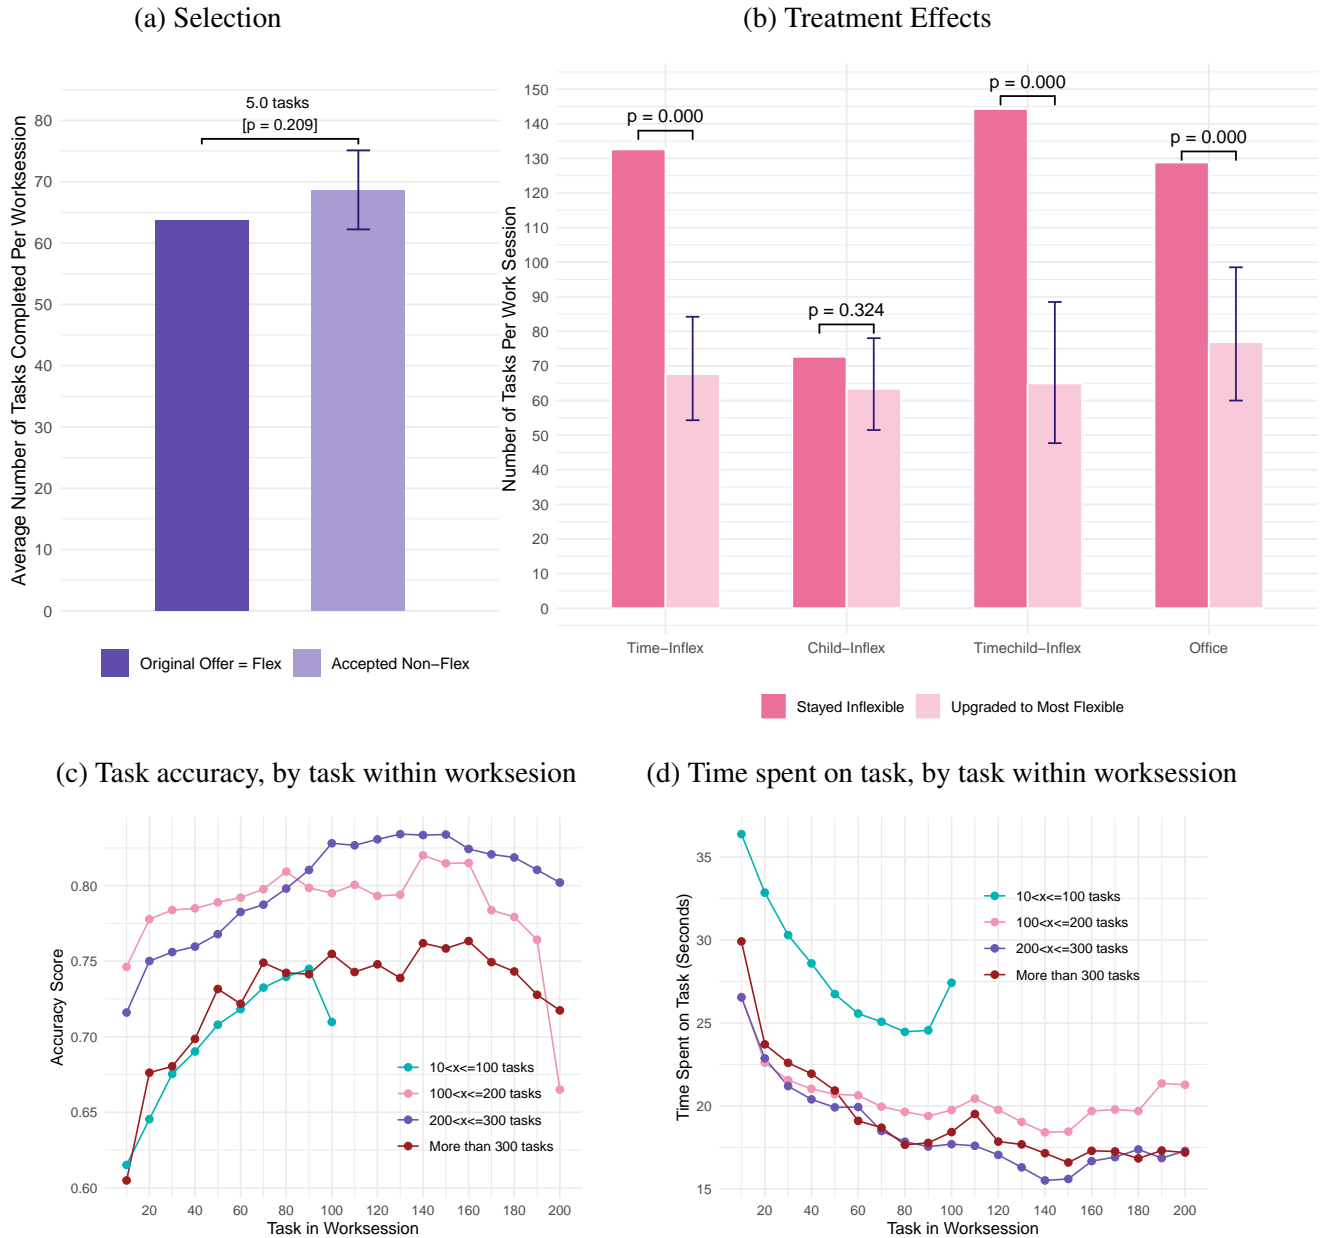 (a) Selection
5.0 tasks
[p = 0.209]
Average Number of Tasks Completed Per Worksession
80
70
60
50
40
30
20
10
0
Original Offer = Flex
Accepted Non−Flex
(b) Treatment Effects
Number of Tasks Per Work Session
150
140
130
120
110
100
90
80
70
60
50
40
30
20
10
0
p = 0.000
p = 0.324
p = 0.000
p = 0.000
Time−Inflex
Child−Inflex
Timechild−Inflex
Office
Stayed Inflexible
Upgraded to Most Flexible
(c) Task accuracy, by task within worksesion
Accuracy Score
0.80
0.75
0.70
0.65
0.60
10<x<=100 tasks
100<x<=200 tasks
200<x<=300 tasks
More than 300 tasks
20 40 60 80 100 120 140 160 180 200
Task in Worksession
(d) Time spent on task, by task within worksession
Time Spent on Task (Seconds)
35
30
25
20
15
10<x<=100 tasks
100<x<=200 tasks
200<x<=300 tasks
More than 300 tasks
20 40 60 80 100 120 140 160 180 200
Task in Worksession